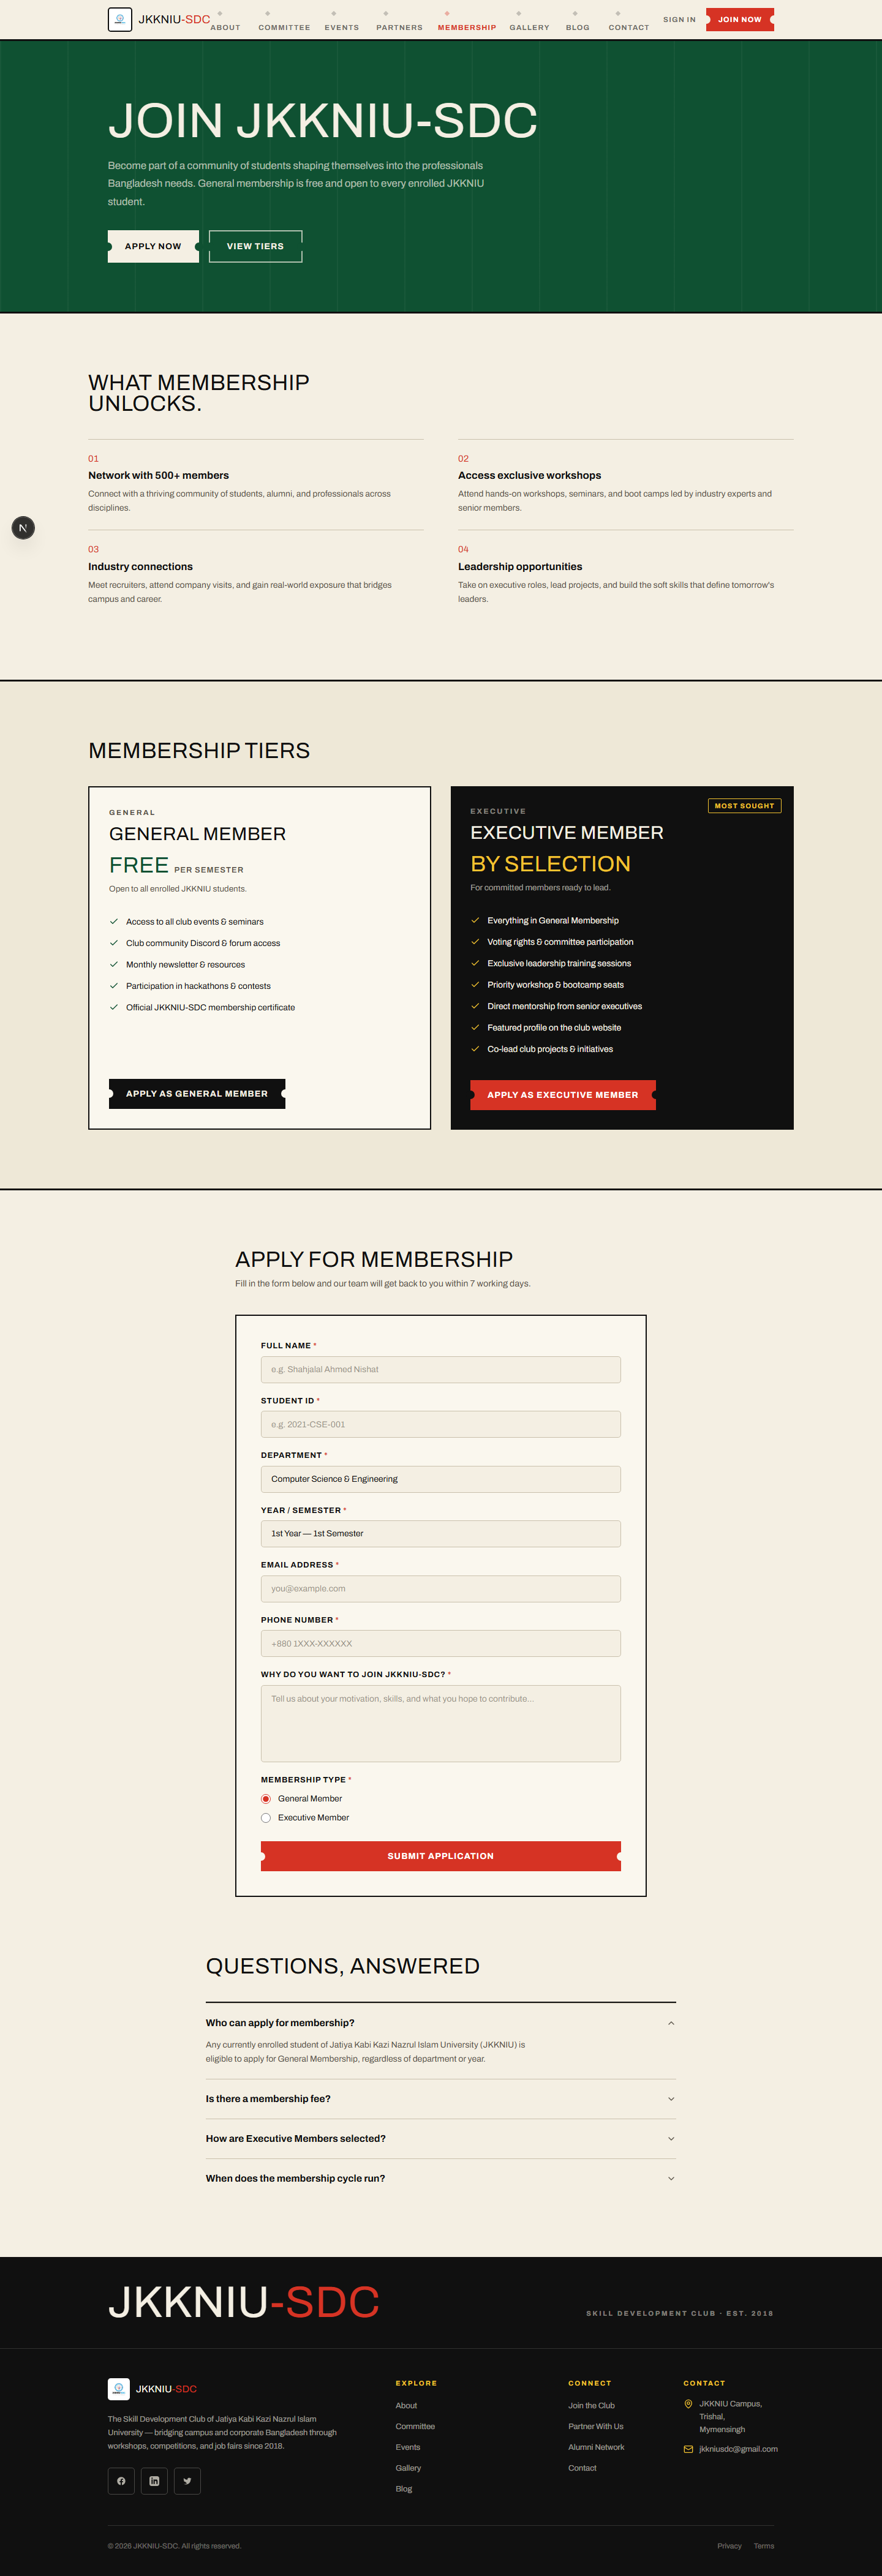 JKKNIU-SDC
ABOUT
COMMITTEE
EVENTS
PARTNERS
MEMBERSHIP
GALLERY
BLOG
CONTACT
SIGN IN
JOIN NOW
JOIN JKKNIU-SDC
Become part of a community of students shaping themselves into the professionals
Bangladesh needs. General membership is free and open to every enrolled JKKNIU
student.
APPLY NOW
VIEW TIERS
WHAT MEMBERSHIP
UNLOCKS.
01
Network with 500+ members
Connect with a thriving community of students, alumni, and professionals across
disciplines.
02
Access exclusive workshops
Attend hands-on workshops, seminars, and boot camps led by industry experts and
senior members.
03
Industry connections
Meet recruiters, attend company visits, and gain real-world exposure that bridges
campus and career.
04
Leadership opportunities
Take on executive roles, lead projects, and build the soft skills that define tomorrow's
leaders.
N
MEMBERSHIP TIERS
GENERAL
GENERAL MEMBER
FREE PER SEMESTER
Open to all enrolled JKKNIU students.
Access to all club events & seminars
Club community Discord & forum access
Monthly newsletter & resources
Participation in hackathons & contests
Official JKKNIU-SDC membership certificate
APPLY AS GENERAL MEMBER
MOST SOUGHT
EXECUTIVE
EXECUTIVE MEMBER
BY SELECTION
For committed members ready to lead.
Everything in General Membership
Voting rights & committee participation
Exclusive leadership training sessions
Priority workshop & bootcamp seats
Direct mentorship from senior executives
Featured profile on the club website
Co-lead club projects & initiatives
APPLY AS EXECUTIVE MEMBER
APPLY FOR MEMBERSHIP
Fill in the form below and our team will get back to you within 7 working days.
FULL NAME *
e.g. Shahjalal Ahmed Nishat
STUDENT ID *
e.g. 2021-CSE-001
DEPARTMENT *
Computer Science & Engineering
YEAR / SEMESTER *
1st Year — 1st Semester
EMAIL ADDRESS *
you@example.com
PHONE NUMBER *
+880 1XXX-XXXXXX
WHY DO YOU WANT TO JOIN JKKNIU-SDC? *
Tell us about your motivation, skills, and what you hope to contribute...
MEMBERSHIP TYPE *
General Member
Executive Member
SUBMIT APPLICATION
QUESTIONS, ANSWERED
Who can apply for membership?
Any currently enrolled student of Jatiya Kabi Kazi Nazrul Islam University (JKKNIU) is
eligible to apply for General Membership, regardless of department or year.
Is there a membership fee?
How are Executive Members selected?
When does the membership cycle run?
JKKNIU-SDC
SKILL DEVELOPMENT CLUB · EST. 2018
JKKNIU-SDC
The Skill Development Club of Jatiya Kabi Kazi Nazrul Islam
University — bridging campus and corporate Bangladesh through
workshops, competitions, and job fairs since 2018.
EXPLORE
About
Committee
Events
Gallery
Blog
CONNECT
Join the Club
Partner With Us
Alumni Network
Contact
CONTACT
JKKNIU Campus,
Trishal,
Mymensingh
jkkniusdc@gmail.com
© 2026 JKKNIU-SDC. All rights reserved.
Privacy
Terms